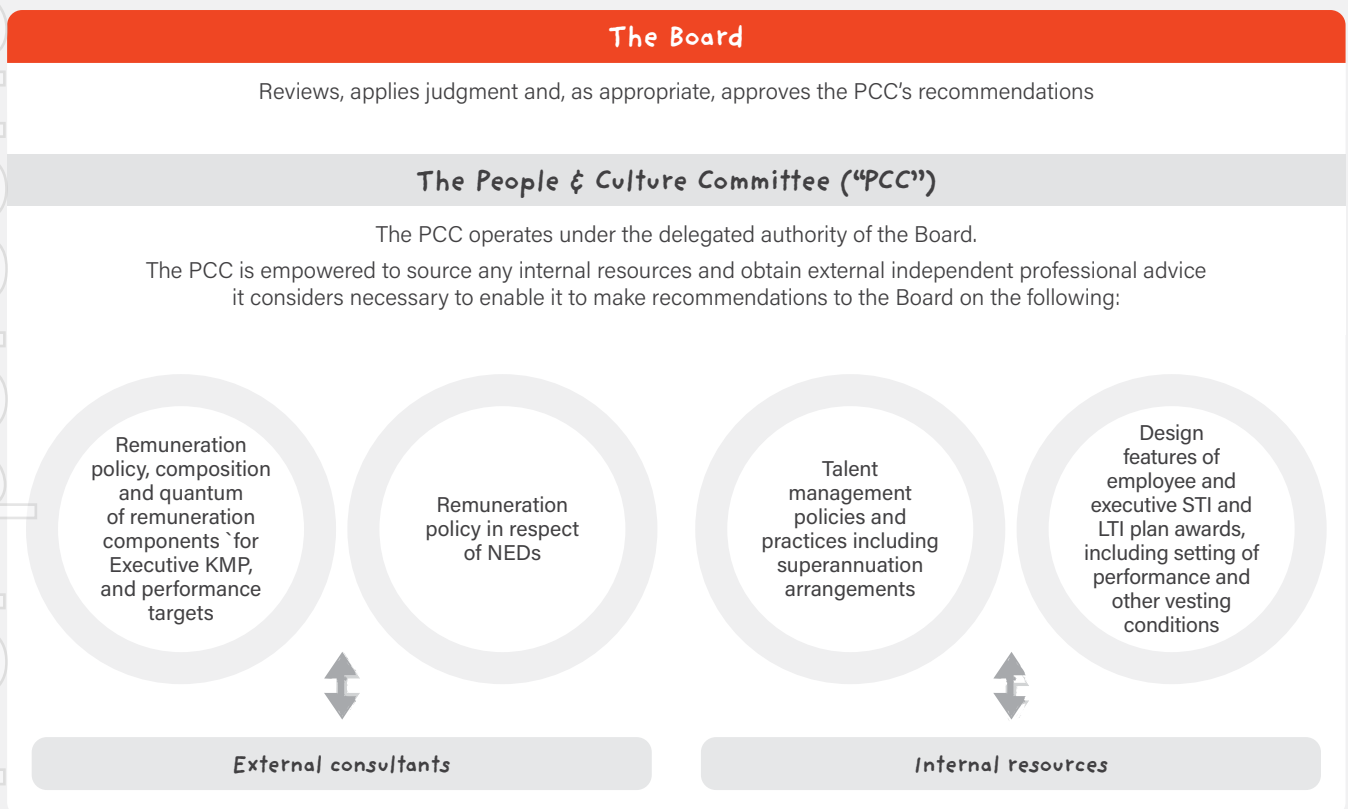 The Board
Reviews, applies judgment and, as appropriate, approves the PCC’s recommendations
The People & Culture Committee (“PCC”)
The PCC operates under the delegated authority of the Board.
The PCC is empowered to source any internal resources and obtain external independent professional advice
it considers necessary to enable it to make recommendations to the Board on the following:
Remuneration
policy, composition
and quantum
of remuneration
components `for
Executive KMP,
and performance
targets
Remuneration
policy in respect
of NEDs
Talent
management
policies and
practices including
superannuation
arrangements
Design
features of
employee and
executive STI and
LTI plan awards,
including setting of
performance and
other vesting
conditions
External consultants
Internal resources